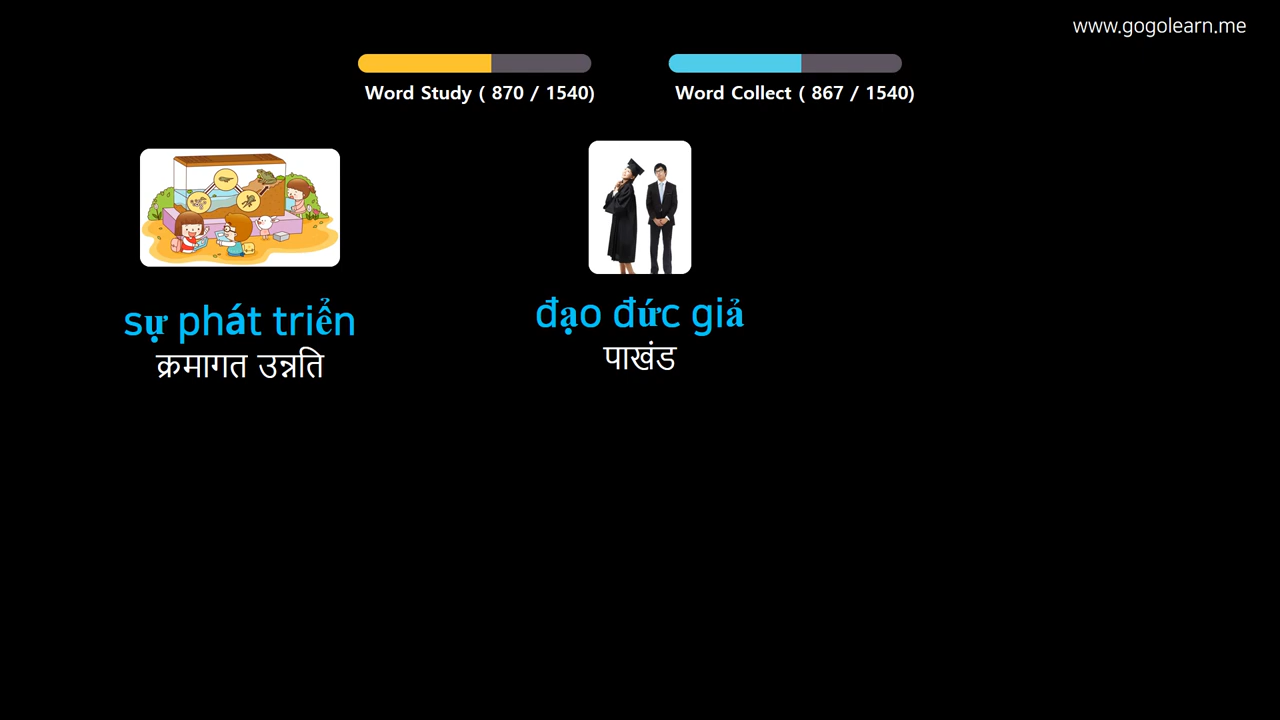 www.gogolearn.me
Word Study ( 870 / 1540)
Word Collect ( 867 / 1540)
sự phát triển
क्रमागत उन्नति
đạo đức giả
पाखंड